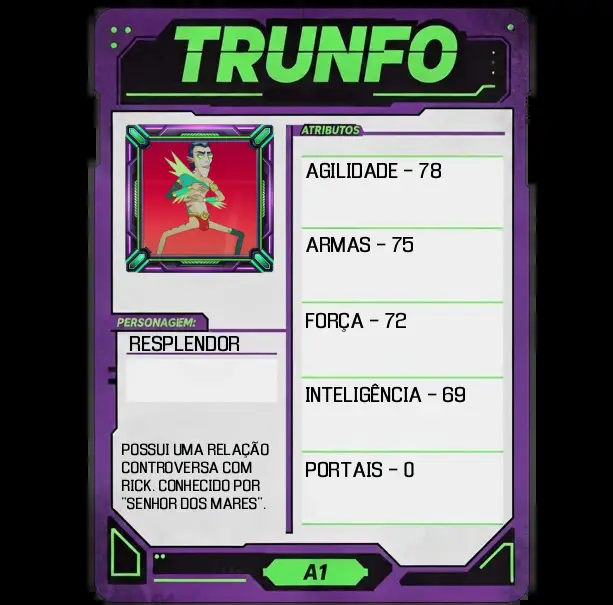 TRUNFO
ATRIBUTOS
AGILIDADE - 78
ARMAS - 75
FORÇA - 72
INTELIGÊNCIA - 69
PORTAIS - 0
PERSONAGEM:
RESPLENDOR
POSSUI UMA RELAÇÃO
CONTROVERSA COM
RICK. CONHECIDO POR
"SENHOR DOS MARES".
A1